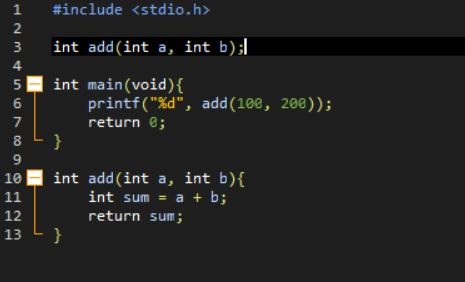 1 #include <stdio.h>
2
3 int add(int a, int b);
4
5 int main(void){
6 printf("%d", add(100, 200));
7 return 0;
8 }
9
10 int add(int a, int b){
11 int sum = a + b;
12 return sum;
13 }